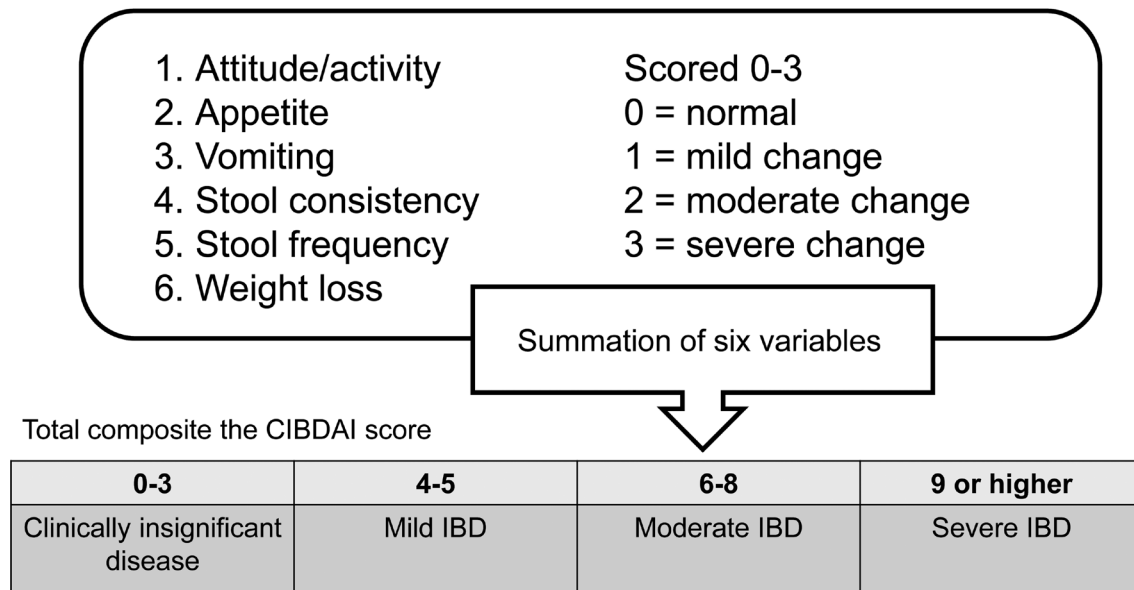 1. Attitude/activity
2. Appetite
3. Vomiting
4. Stool consistency
5. Stool frequency
6. Weight loss
Scored 0-3
0 = normal
1 = mild change
2 = moderate change
3 = severe change
Summation of six variables
Total composite the CIBDAI score
0-3 4-5 6-8 9 or higher
Clinically insignificant Mild IBD Moderate IBD Severe IBD
disease